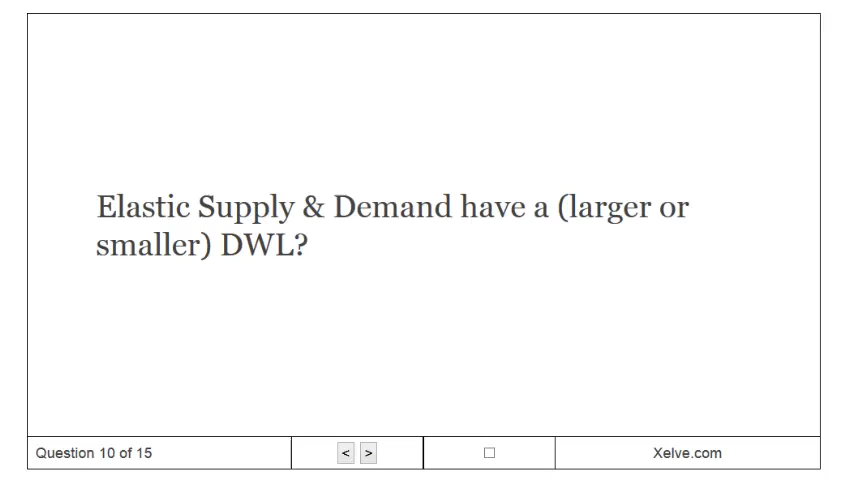 Elastic Supply & Demand have a (larger or
smaller) DWL?
Question 10 of 15
< >
Xelve.com